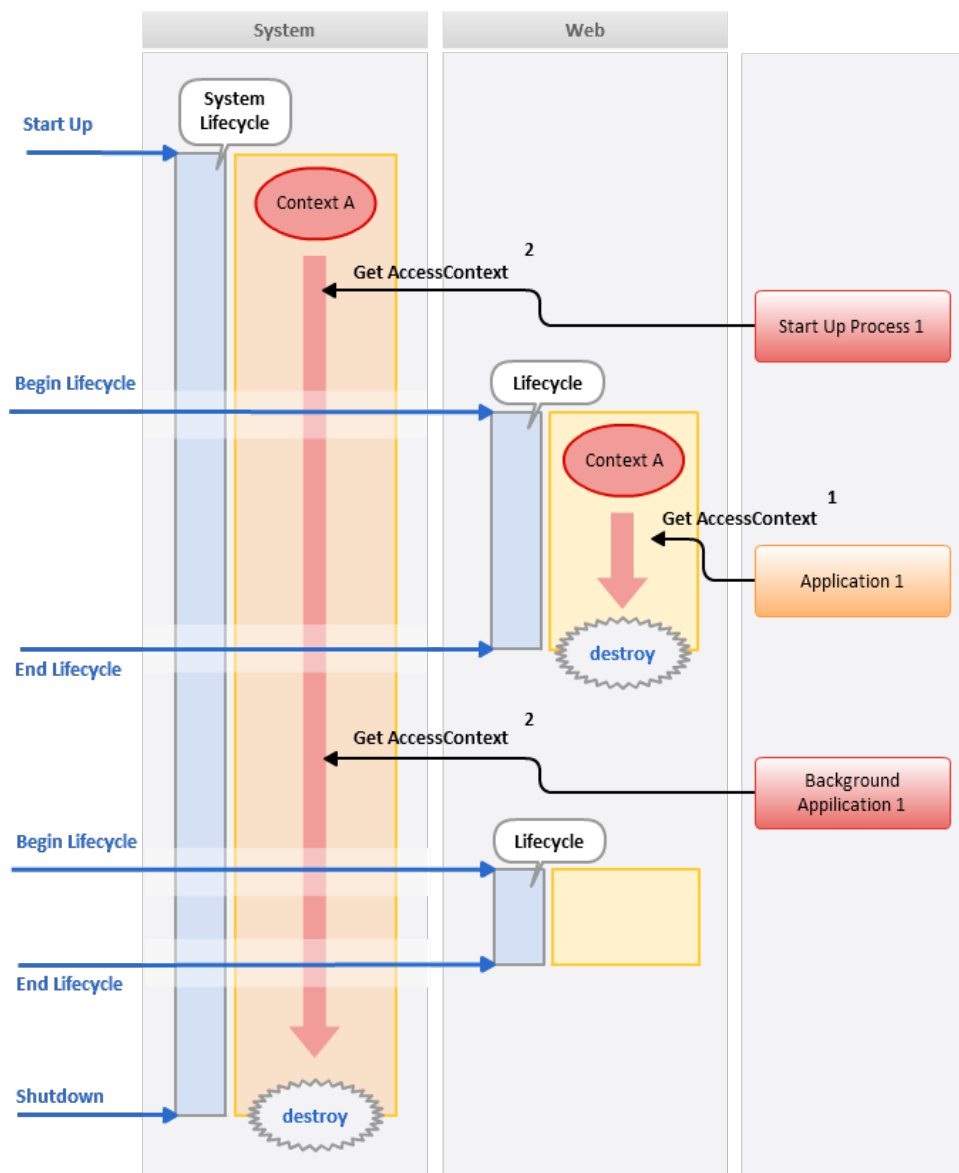 System
Web
System
Lifecycle
Start Up
Context A
2
Get AccessContext
Start Up Process 1
Begin Lifecycle
Lifecycle
Context A
1
Get AccessContext
Application 1
destroy
End Lifecycle
2
Get AccessContext
Background
Appilication 1
Begin Lifecycle
Lifecycle
End Lifecycle
Shutdown
destroy